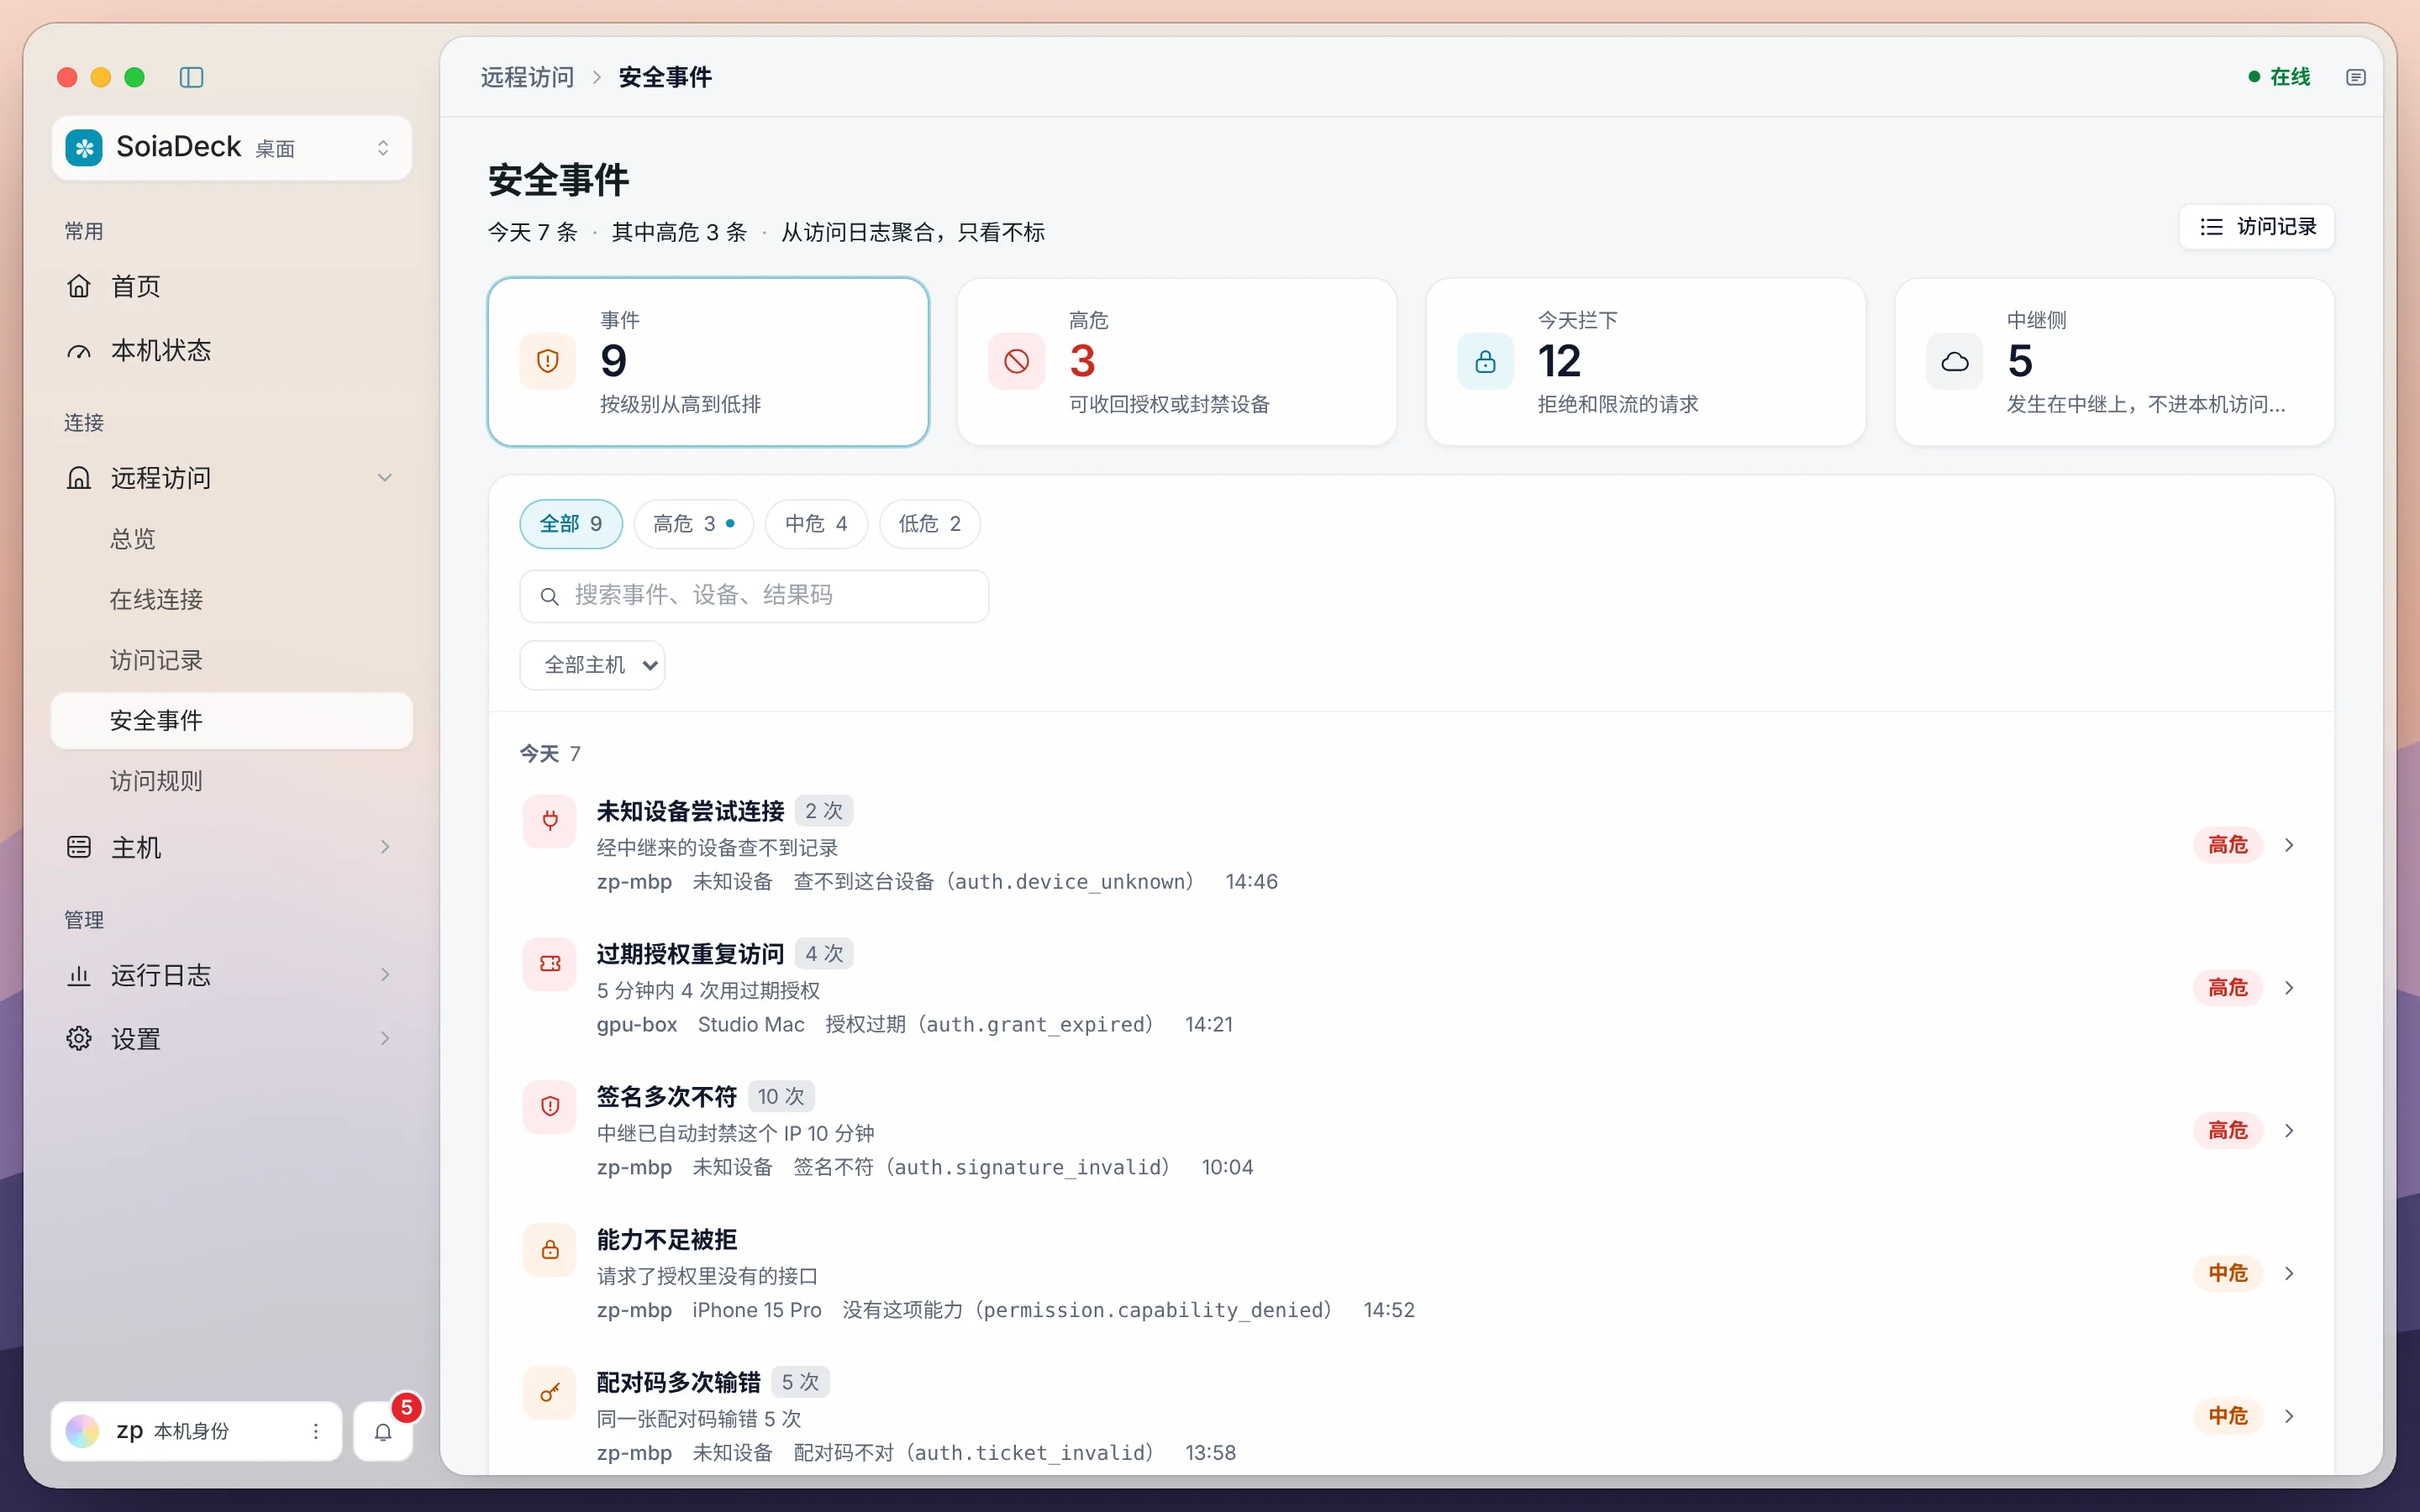 SoiaDeck 桌面
常用
首页
本机状态
连接
远程访问
总览
在线连接
访问记录
安全事件
访问规则
主机
管理
运行日志
设置
zp 本机身份
5
远程访问 > 安全事件
在线
安全事件
今天 7 条 · 其中高危 3 条 · 从访问日志聚合，只看不标
访问记录
事件
9
按级别从高到低排
高危
3
可收回授权或封禁设备
今天拦下
12
拒绝和限流的请求
中继侧
5
发生在中继上，不进本机访问...
全部 9
高危 3
中危 4
低危 2
搜索事件、设备、结果码
全部主机
今天 7
未知设备尝试连接 2 次
经中继来的设备查不到记录
zp-mbp 未知设备 查不到这台设备（auth.device_unknown） 14:46
高危
过期授权重复访问 4 次
5 分钟内 4 次用过期授权
gpu-box Studio Mac 授权过期（auth.grant_expired） 14:21
高危
签名多次不符 10 次
中继已自动封禁这个 IP 10 分钟
zp-mbp 未知设备 签名不符（auth.signature_invalid） 10:04
高危
能力不足被拒
请求了授权里没有的接口
zp-mbp iPhone 15 Pro 没有这项能力（permission.capability_denied） 14:52
中危
配对码多次输错 5 次
同一张配对码输错 5 次
zp-mbp 未知设备 配对码不对（auth.ticket_invalid） 13:58
中危